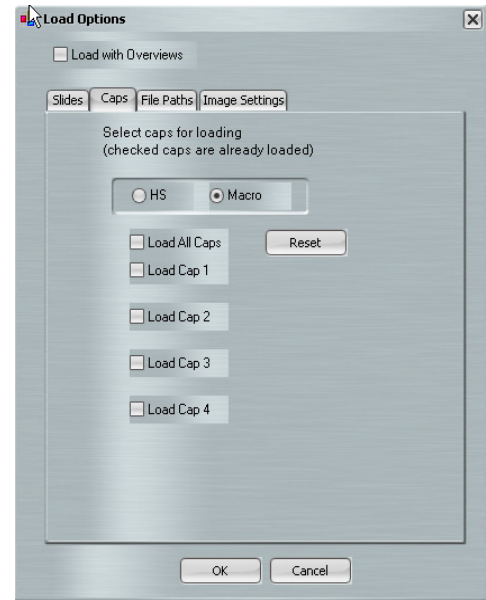 Load Options
Load with Overviews
Slides Caps File Paths Image Settings
Select caps for loading
(checked caps are already loaded)
HS Macro
Load All Caps Reset
Load Cap 1
Load Cap 2
Load Cap 3
Load Cap 4
OK Cancel